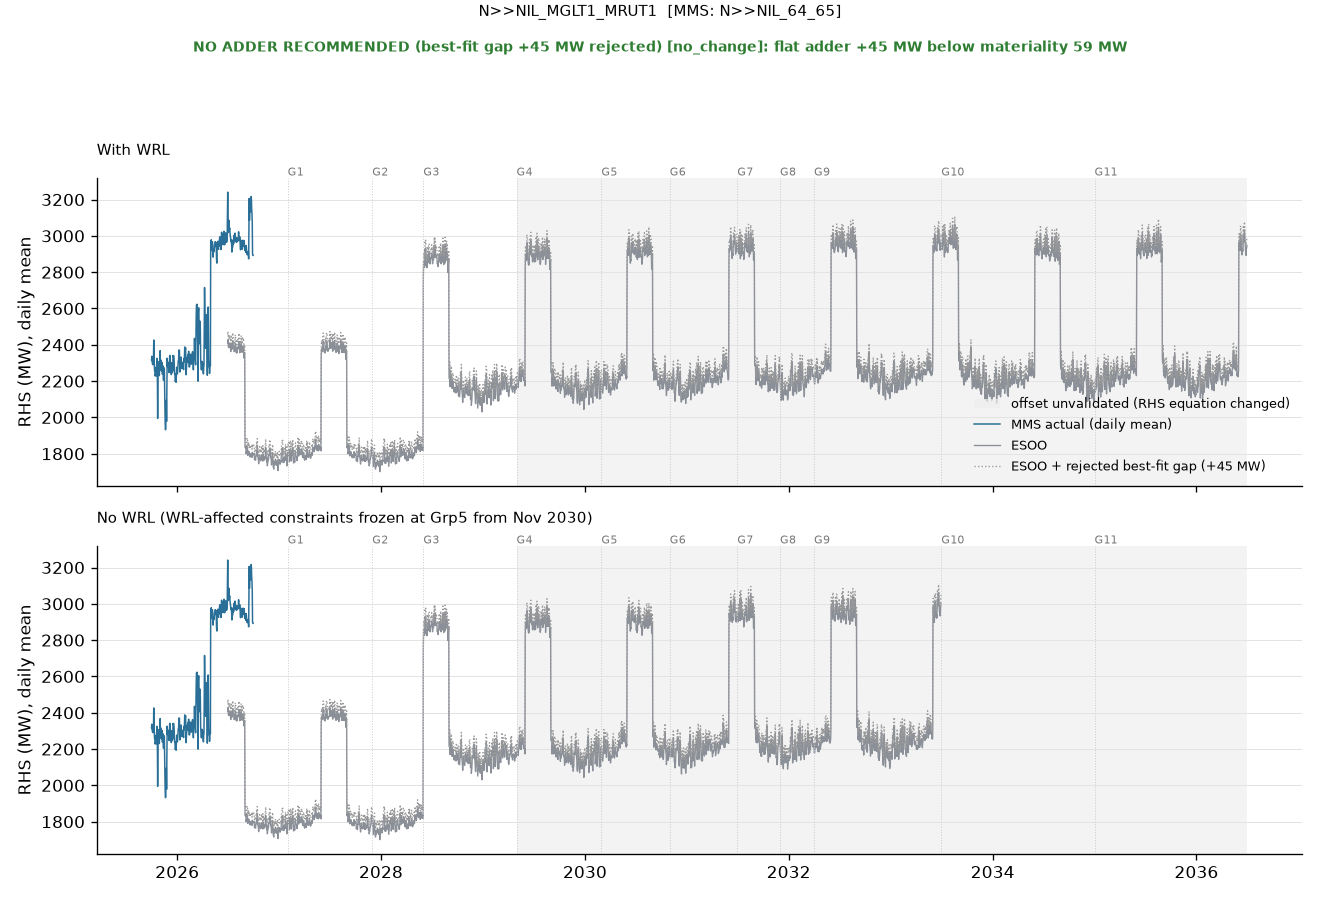 N>>NIL_MGLT1_MRUT1  [MMS: N>>NIL_64_65]
NO ADDER RECOMMENDED (best-fit gap +45 MW rejected) [no_change]: flat adder +45 MW below materiality 59 MW
With WRL
G1 G2 G3 G4 G5 G6 G7 G8 G9 G10 G11
RHS (MW), daily mean
3200
3000
2800
2600
2400
2200
2000
1800
offset unvalidated (RHS equation changed)
MMS actual (daily mean)
ESOO
ESOO + rejected best-fit gap (+45 MW)
No WRL (WRL-affected constraints frozen at Grp5 from Nov 2030)
G1 G2 G3 G4 G5 G6 G7 G8 G9 G10 G11
RHS (MW), daily mean
3200
3000
2800
2600
2400
2200
2000
1800
2026 2028 2030 2032 2034 2036